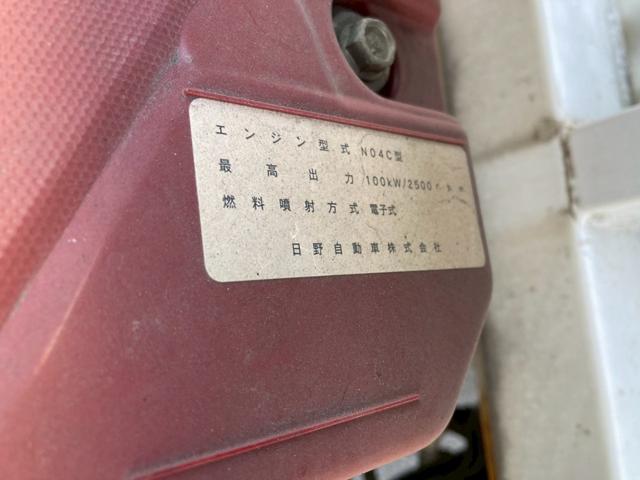 エンジン型式 N04C型
最高出力 100kW/2500r.p.m
燃料噴射方式 電子式
日野自動車株式会社